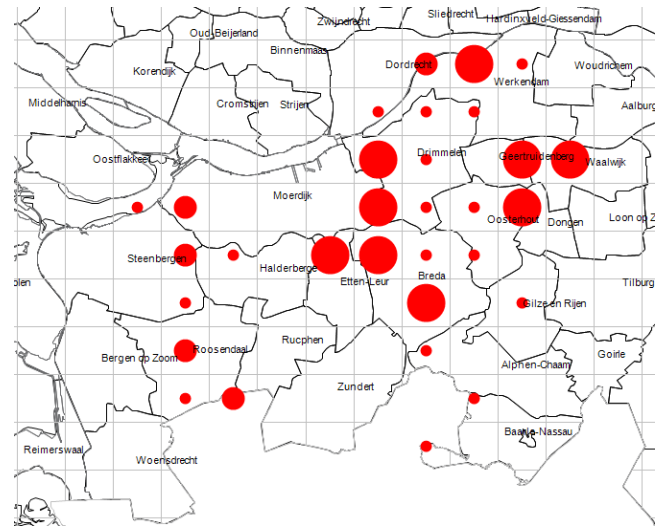 Sliedrecht
Zwijndrecht
Hardinxveld-Giessendam
Oud-Beijerland
Binnenmaas
Korendijk
Dordrecht
Woudrichem
Werkendam
Middelharnis
Cromstrijen
Strijen
Aalburg
Oostflakkee
Drimmelen
Geertruidenberg
Waalwijk
Moerdijk
Oosterhout
Dongen
Loon op Z
Steenbergen
Halderberge
Breda
Etten-Leur
Tilburg
olen
Gilze en Rijen
Rucphen
Roosendaal
Bergen op Zoom
Goirle
Alphen-Chaam
Zundert
Baarle-Nassau
Reimerswaal
Woensdrecht